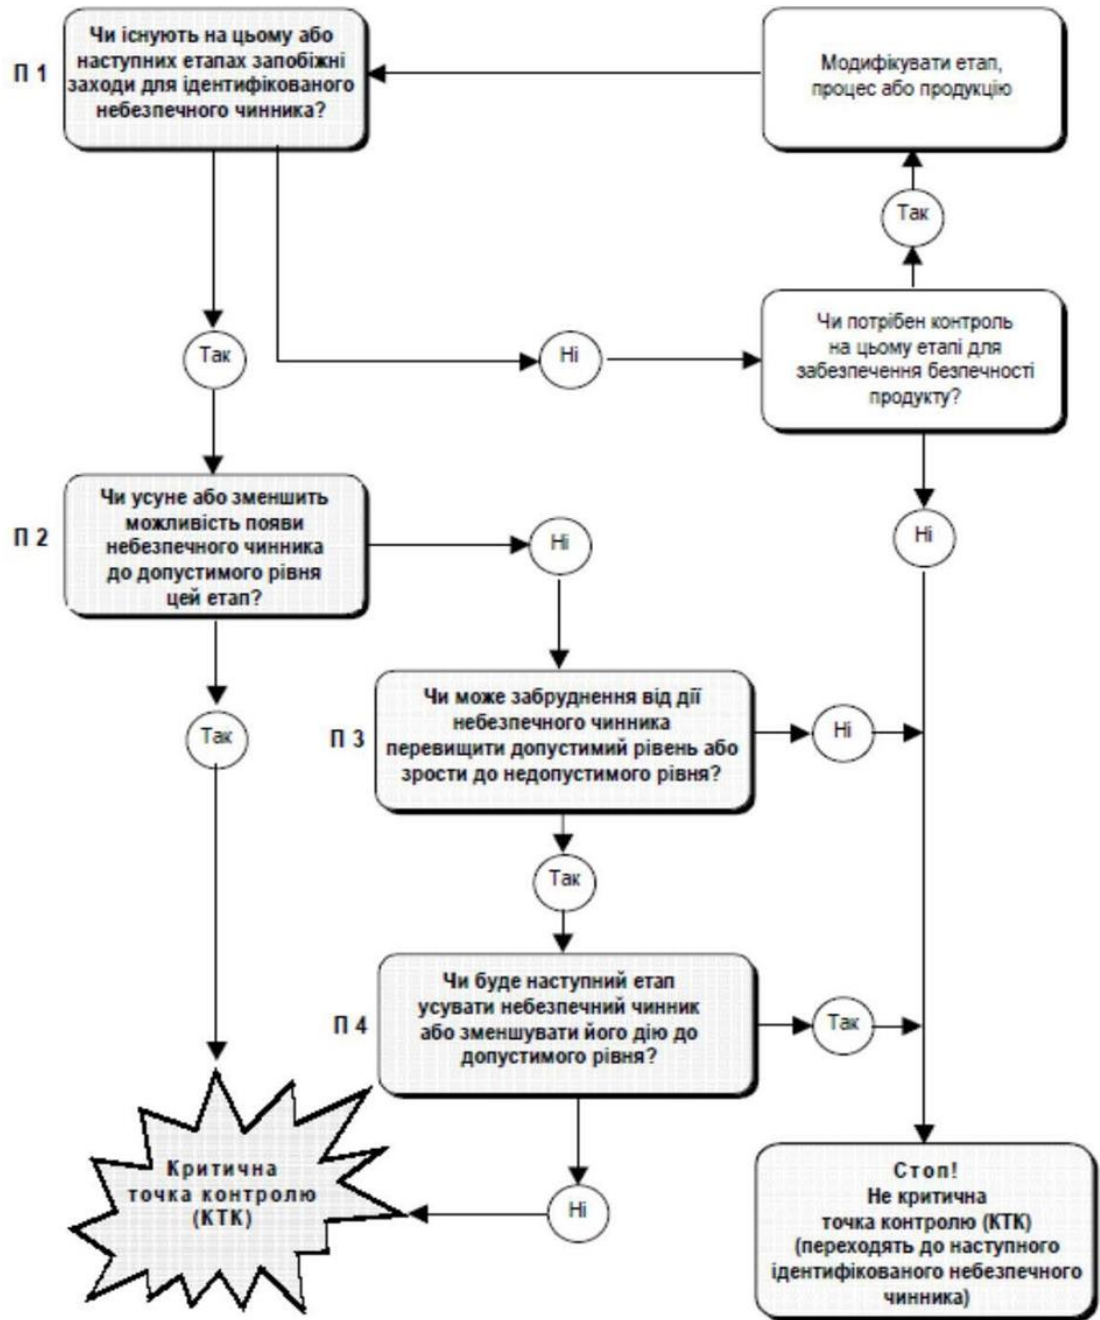 П 1
Чи існують на цьому або
наступних етапах запобіжні
заходи для ідентифікованого
небезпечного чинника?
Модифікувати етап,
процес або продукцію
Так
Чи потрібен контроль
на цьому етапі для
забезпечення безпечності
продукту?
Так
Ні
Ні
П 2
Чи усуне або зменшить
можливість появи
небезпечного чинника
до допустимого рівня
цей етап?
Ні
Так
П 3
Чи може забруднення від дії
небезпечного чинника
перевищити допустимий рівень або
зрости до недопустимого рівня?
Ні
Так
П 4
Чи буде наступний етап
усувати небезпечний чинник
або зменшувати його дію до
допустимого рівня?
Так
Ні
Критична
точка контролю
(КТК)
Стоп!
Не критична
точка контролю (КТК)
(переходять до наступного
ідентифікованого небезпечного
чинника)